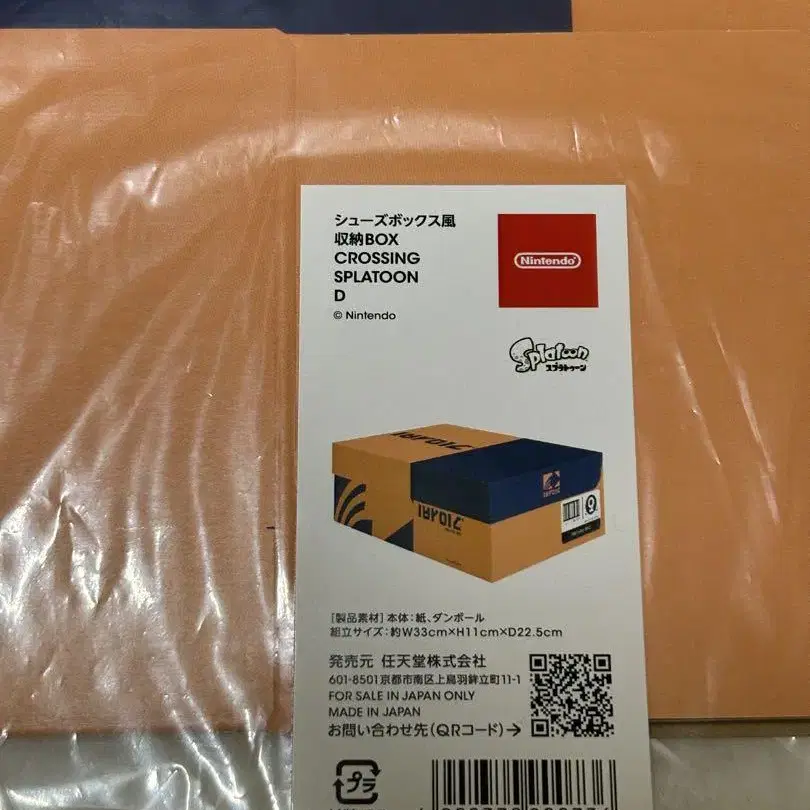 シューズボックス風
収納BOX
CROSSING
SPLATOON
D
© Nintendo
Nintendo
Splatoon
スプラトゥーン
[製品素材] 本体：紙、ダンボール
組立サイズ：約W33cm×H11cm×D22.5cm
発売元 任天堂株式会社
601-8501京都市南区上鳥羽鉾立町11-1
FOR SALE IN JAPAN ONLY
MADE IN JAPAN
お問い合わせ先（QRコード）→
プラ